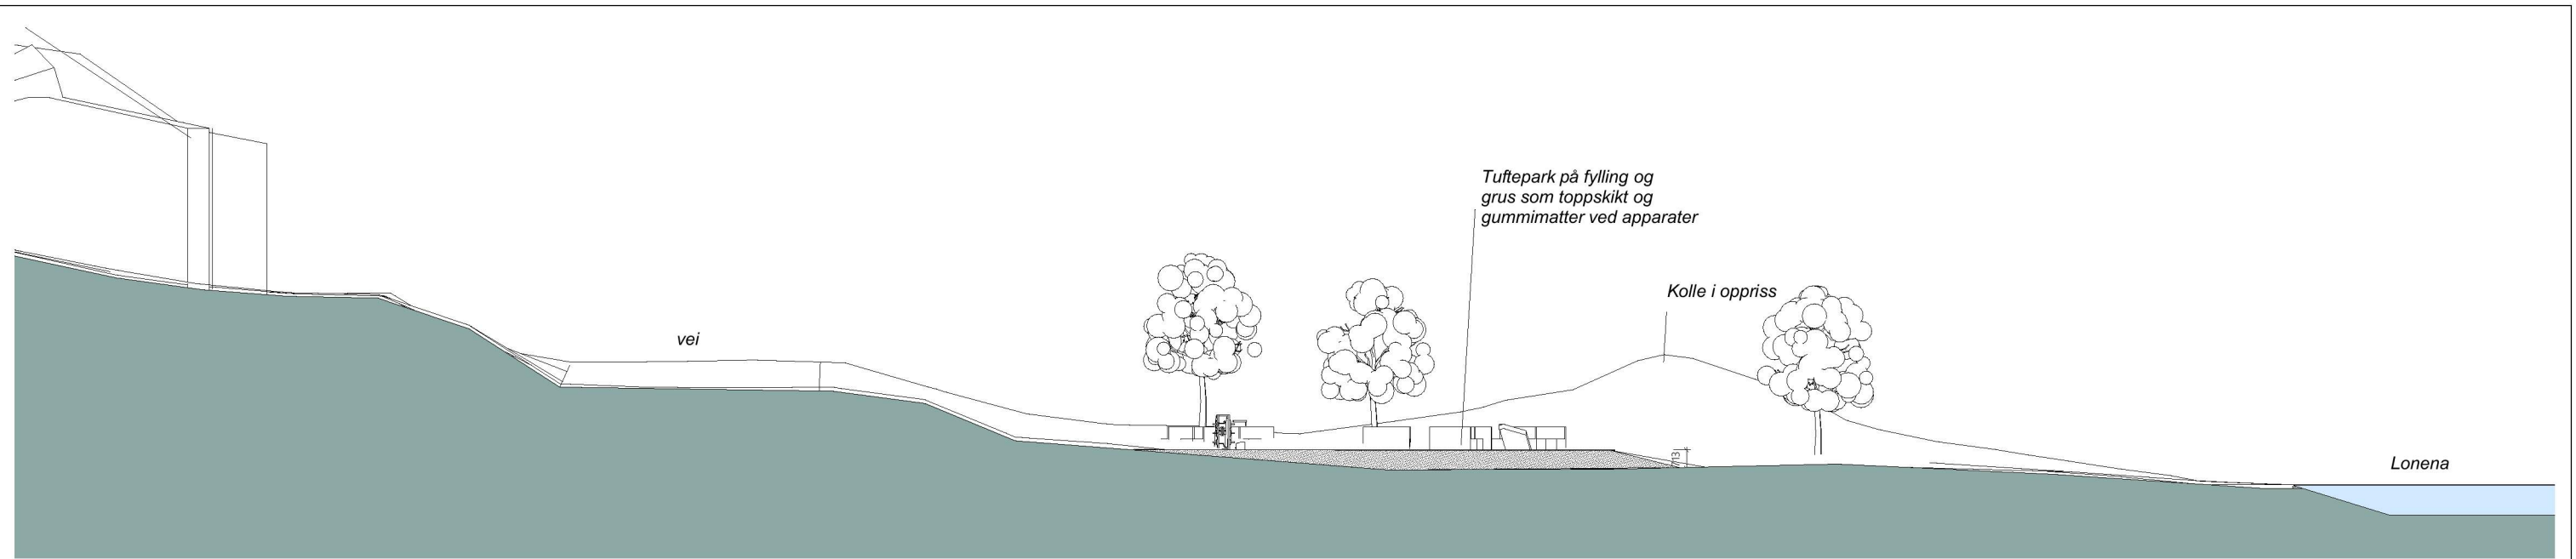 Tuftepark på fylling og
grus som toppskikt og
gummimatter ved apparater
Kolle i oppriss
vei
Lonena